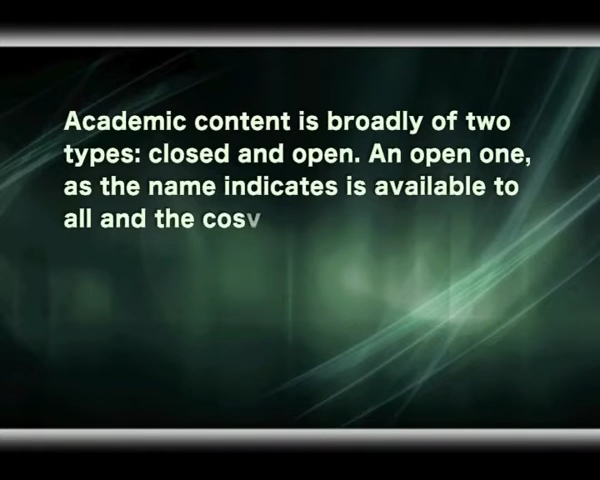 Academic content is broadly of two
types: closed and open. An open one,
as the name indicates is available to
all and the cosv